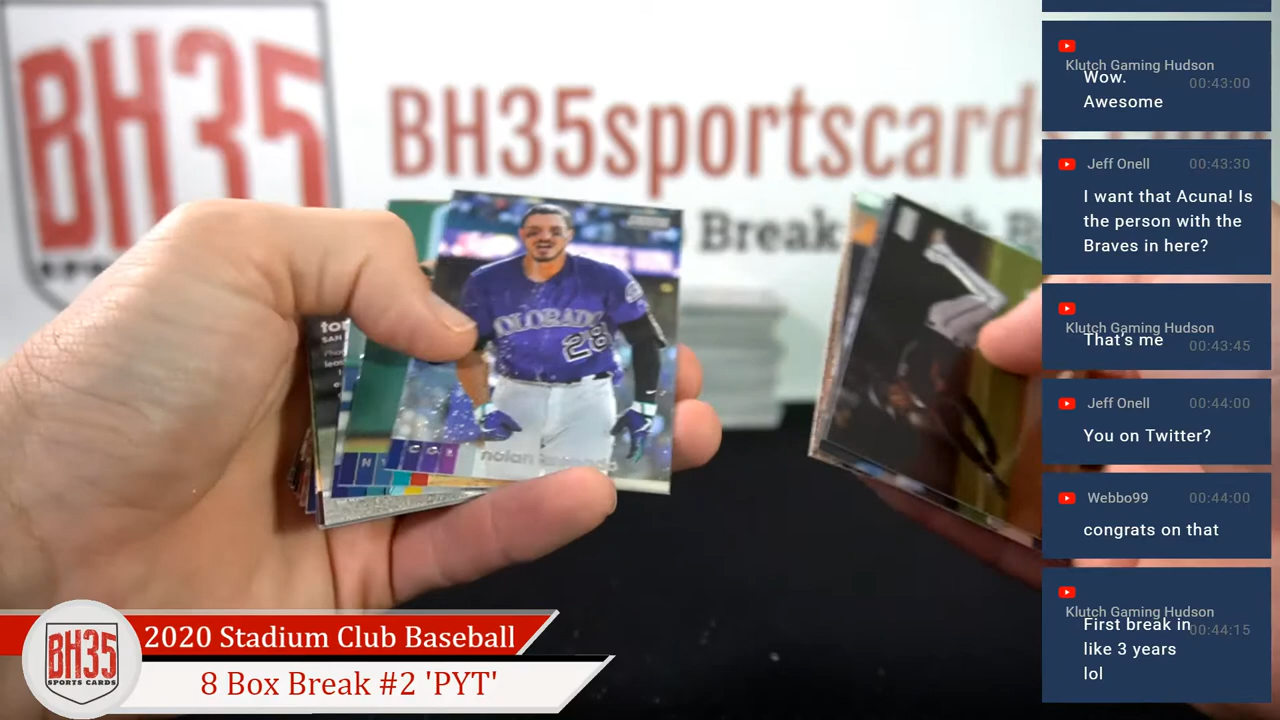 BH35
SPORTS CARDS
BH35sportscards
Break
COLORADO
28
nolan
BH35
SPORTS CARDS
2020 Stadium Club Baseball
8 Box Break #2 'PYT'
Klutch Gaming Hudson
Wow.
00:43:00
Awesome
Jeff Onell 00:43:30
I want that Acuna! Is
the person with the
Braves in here?
Klutch Gaming Hudson
That's me 00:43:45
Jeff Onell 00:44:00
You on Twitter?
Webbo99 00:44:00
congrats on that
Klutch Gaming Hudson
First break in
00:44:15
like 3 years
lol